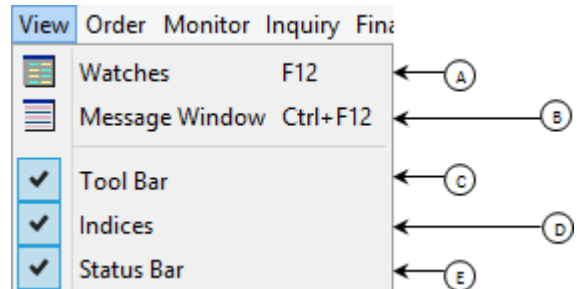 View Order Monitor Inquiry Fina
Watches F12 A
Message Window Ctrl+F12 B
Tool Bar C
Indices D
Status Bar E